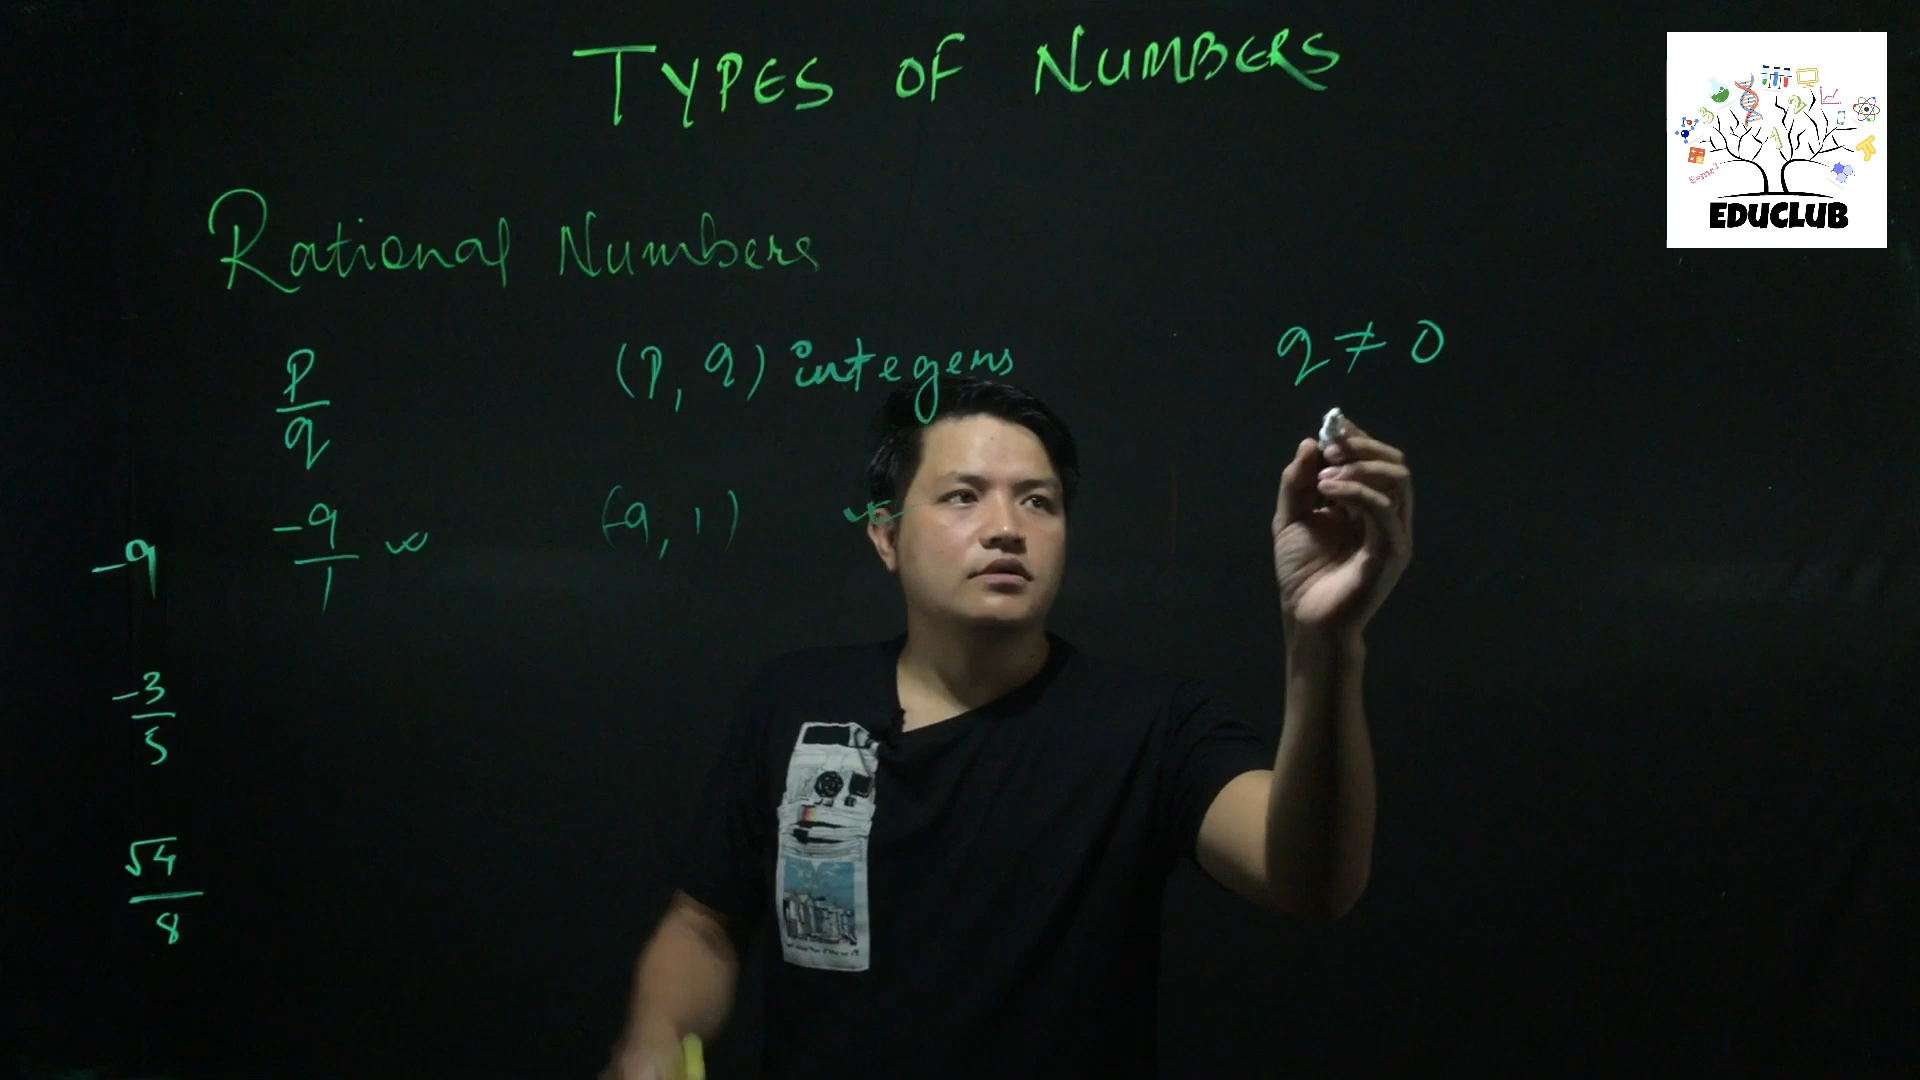 TYPES OF NUMBERS
EDUCLUB
Rational Numbers
p/q (p, q) integers q ≠ 0
-9 -9/1 (-9, 1)
-3/5
√4/8